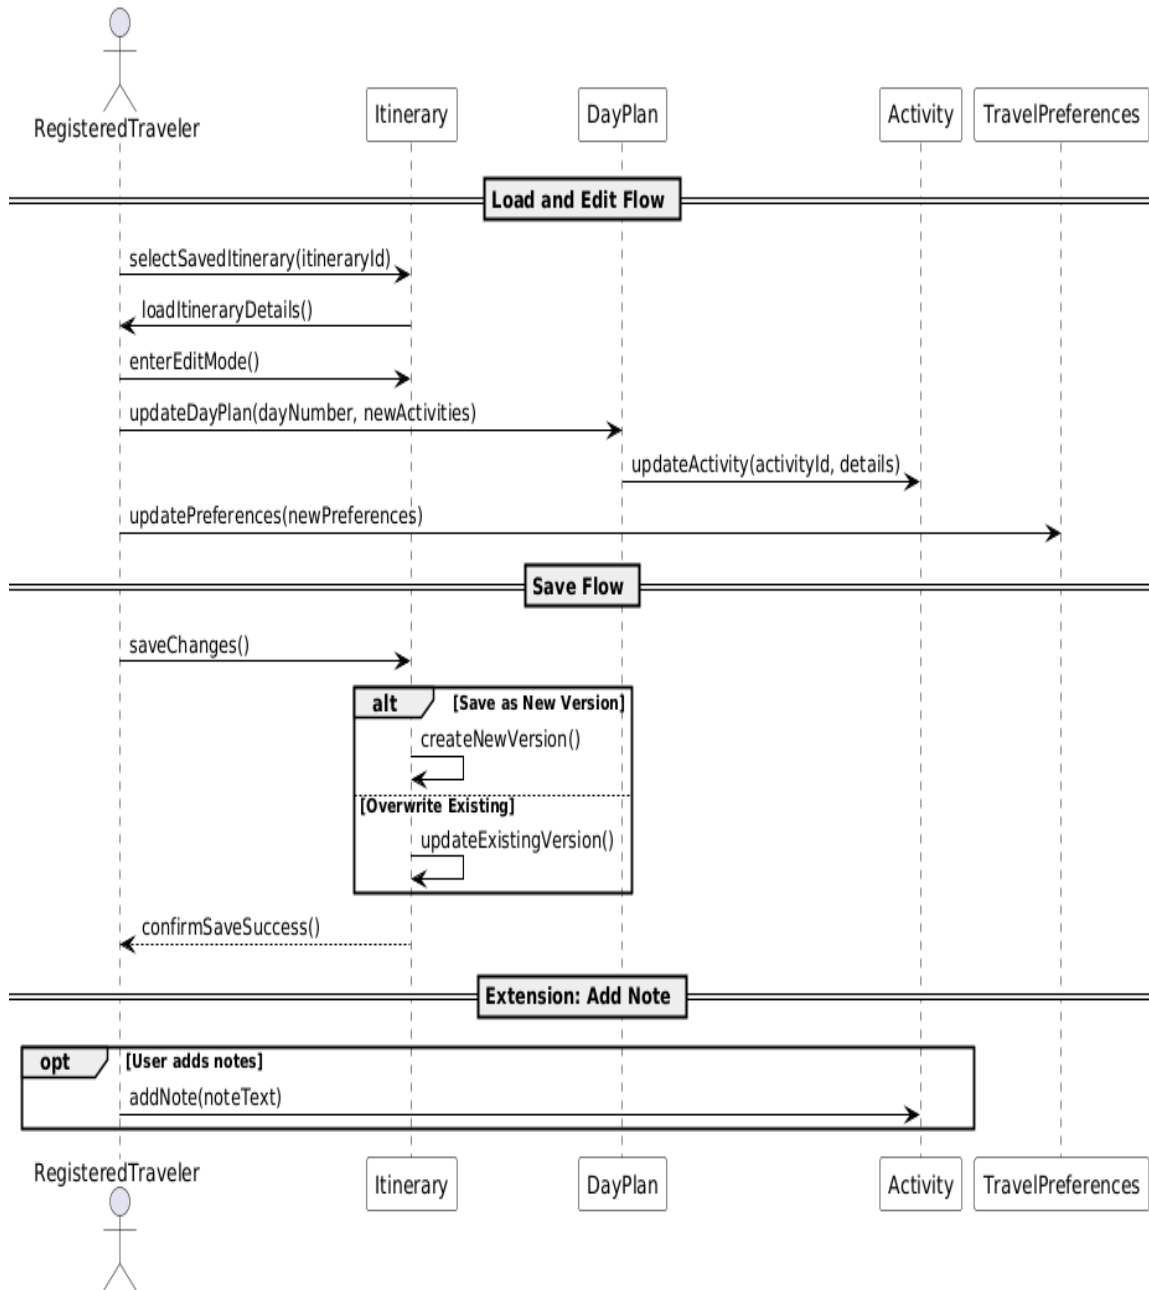 RegisteredTraveler
Itinerary
DayPlan
Activity
TravelPreferences
Load and Edit Flow
selectSavedItinerary(itineraryId)
loadItineraryDetails()
enterEditMode()
updateDayPlan(dayNumber, newActivities)
updateActivity(activityId, details)
updatePreferences(newPreferences)
Save Flow
saveChanges()
alt
[Save as New Version]
createNewVersion()
[Overwrite Existing]
updateExistingVersion()
confirmSaveSuccess()
Extension: Add Note
opt
[User adds notes]
addNote(noteText)
RegisteredTraveler
Itinerary
DayPlan
Activity
TravelPreferences